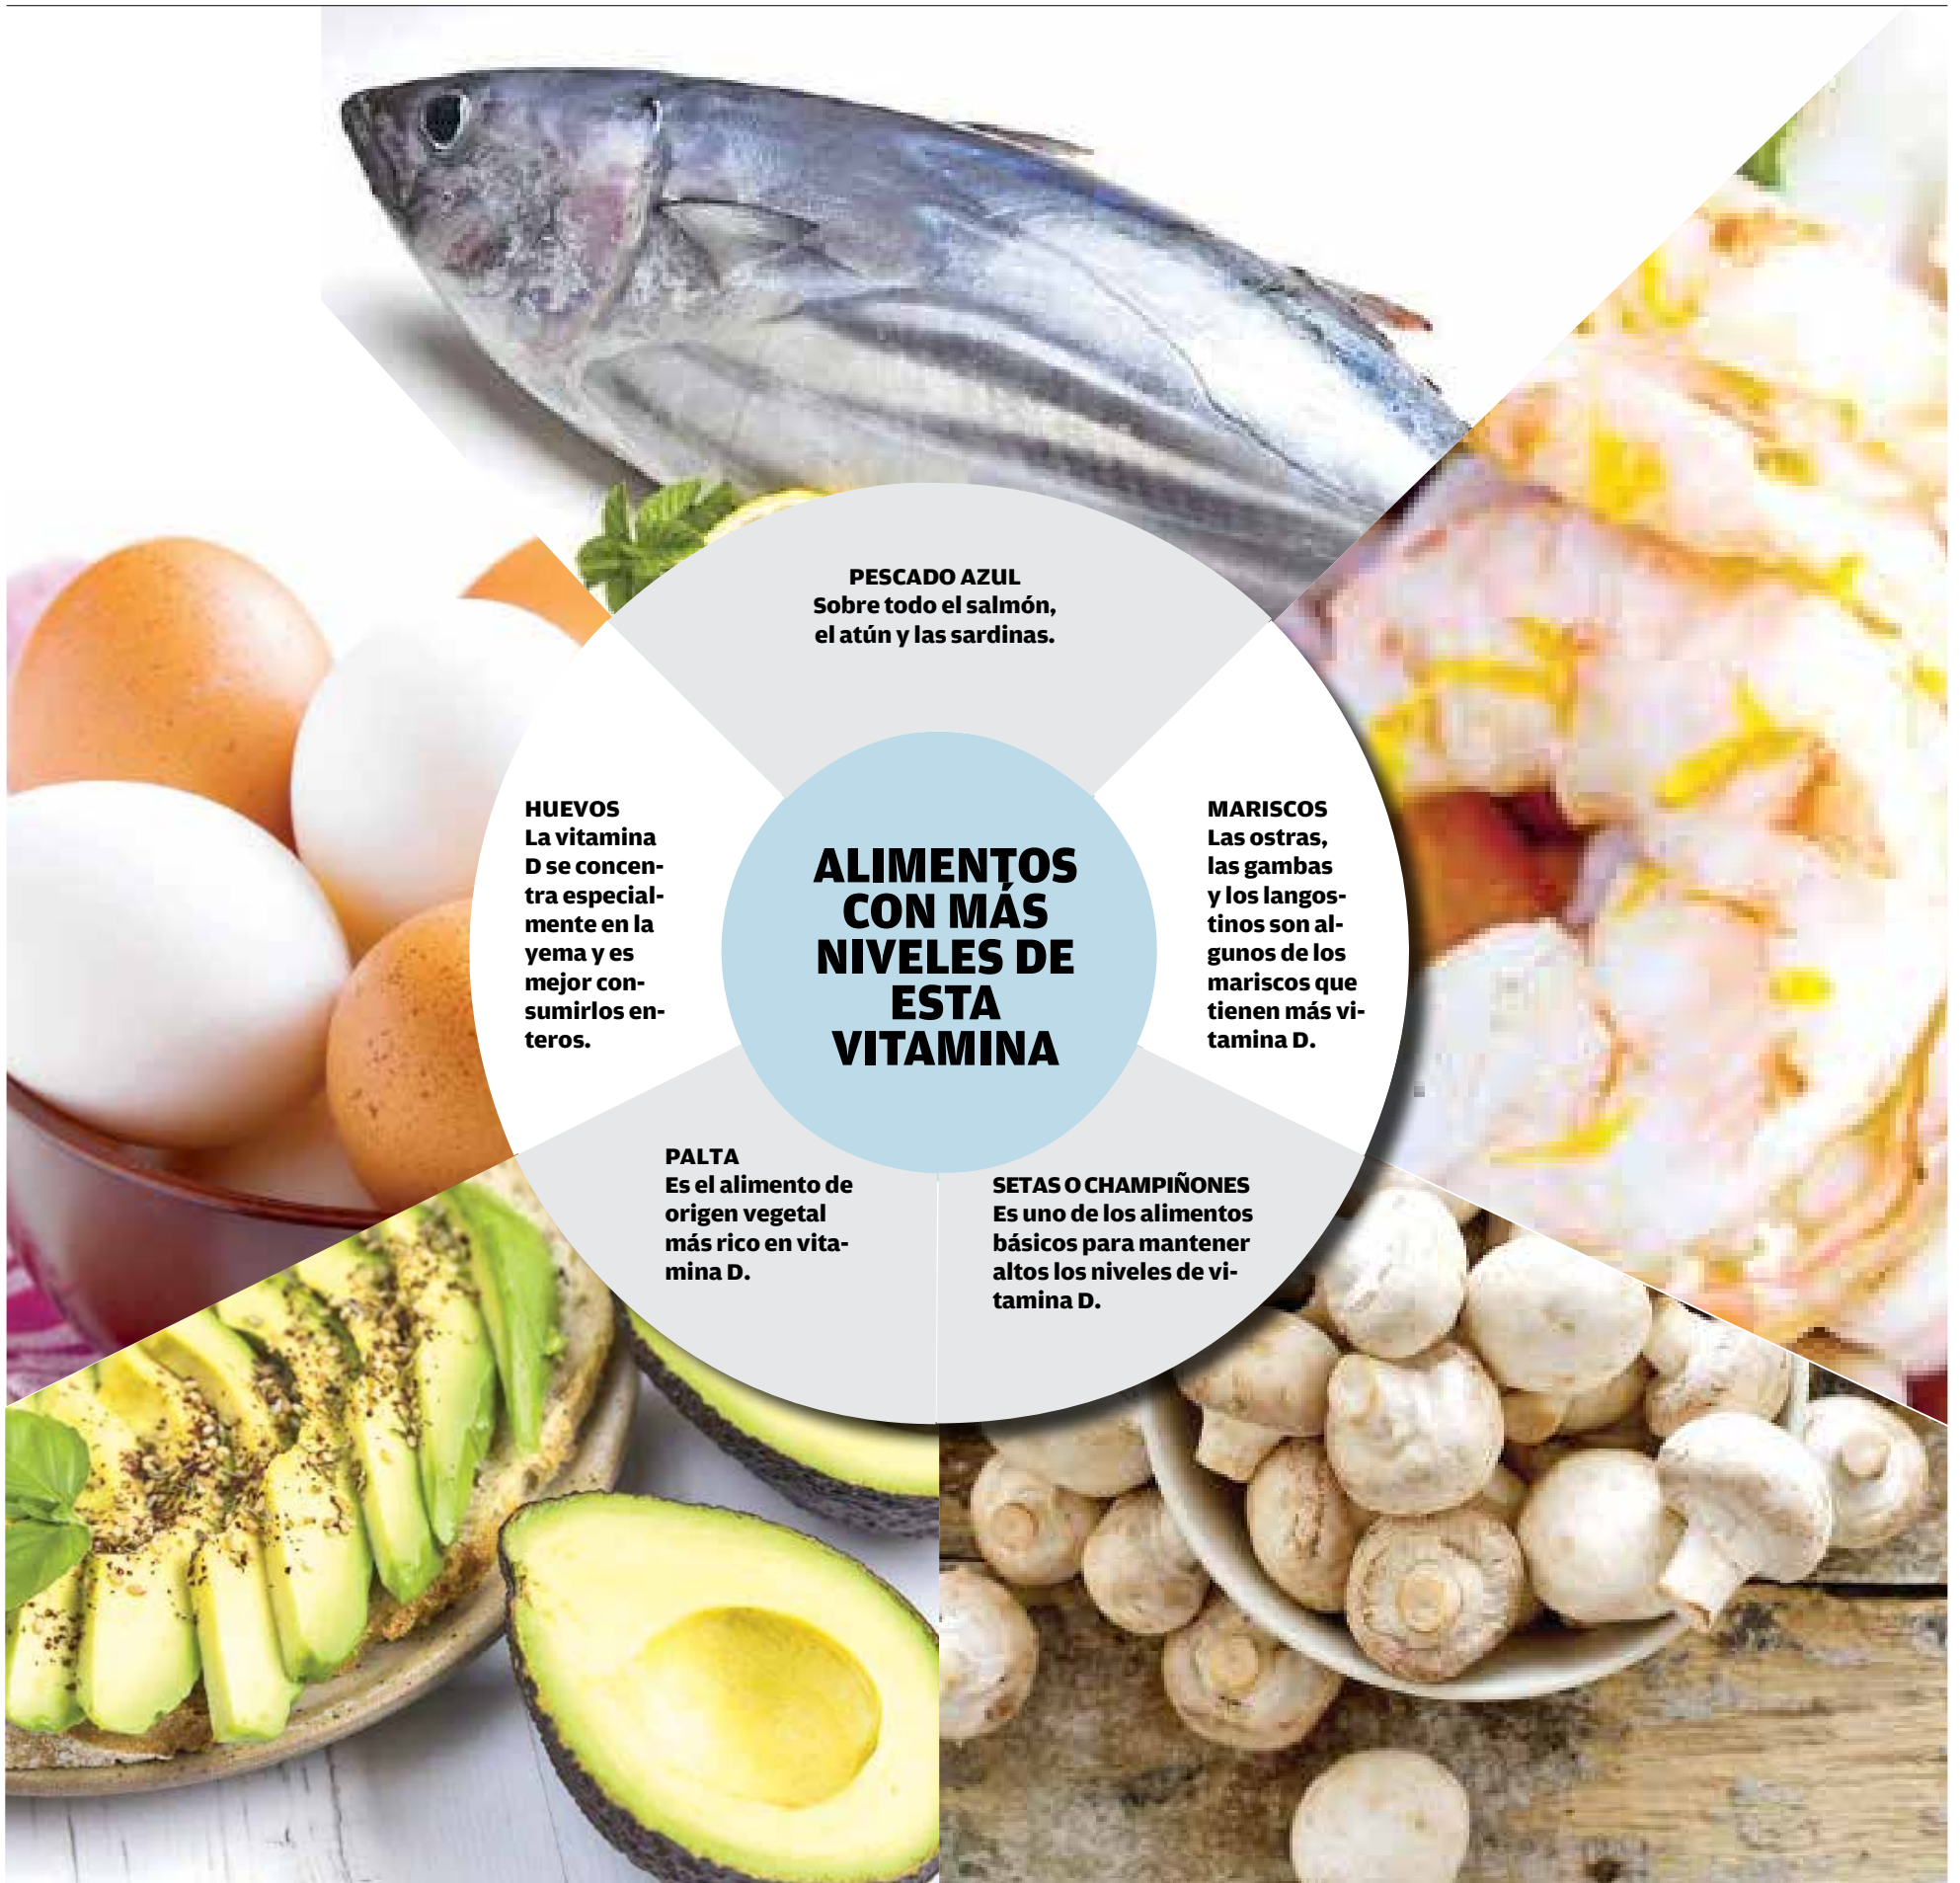 PESCADO AZUL
Sobre todo el salmón,
el atún y las sardinas.
HUEVOS
La vitamina
D se concen-
tra especial-
mente en la
yema y es
mejor con-
sumirlos en-
teros.
ALIMENTOS
CON MÁS
NIVELES DE
ESTA
VITAMINA
MARISCOS
Las ostras,
las gambas
y los langos-
tinos son al-
gunos de los
mariscos que
tienen más vi-
tamina D.
PALTA
Es el alimento de
origen vegetal
más rico en vita-
mina D.
SETAS O CHAMPIÑONES
Es uno de los alimentos
básicos para mantener
altos los niveles de vi-
tamina D.